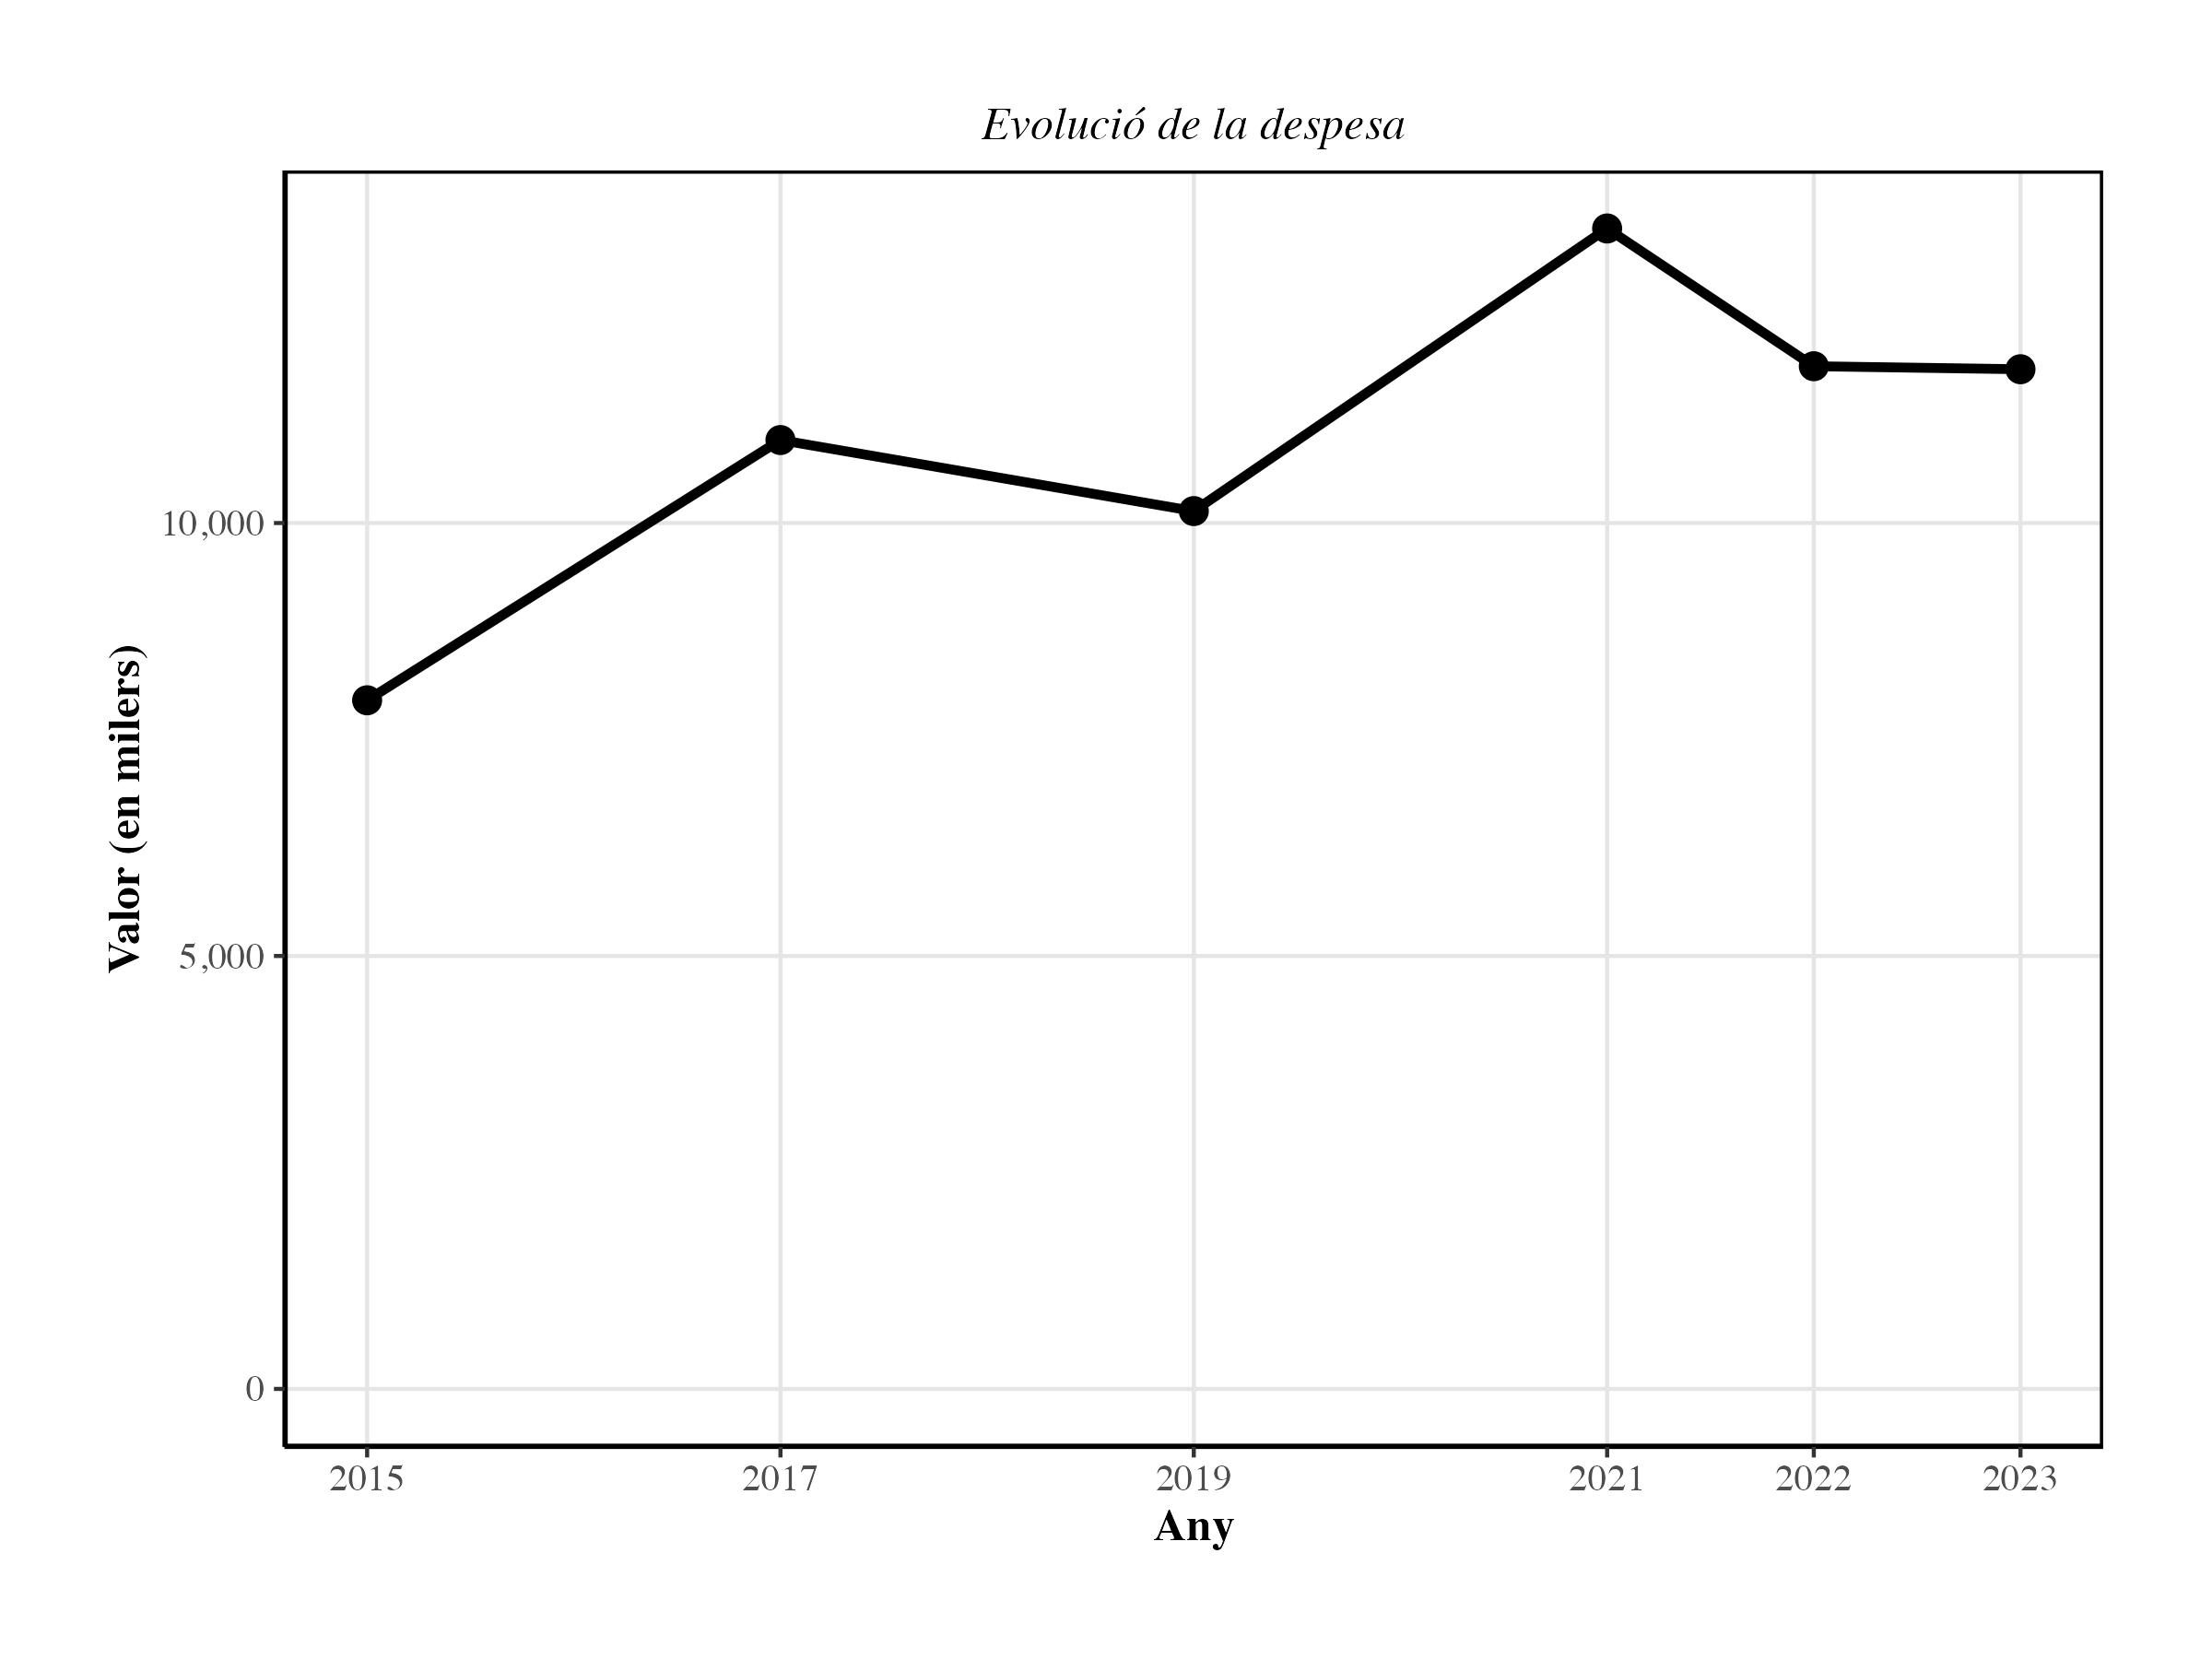 Evolució de la despesa
Valor (en milers)
10,000
5,000
0
2015 2017 2019 2021 2022 2023
Any